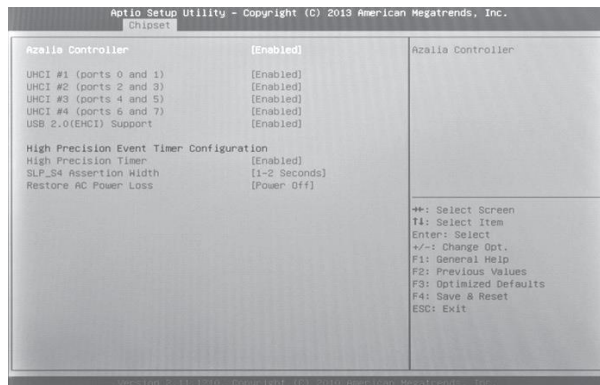 Aptio Setup Utility – Copyright (C) 2013 American Megatrends, Inc.
Chipset
Azalia Controller [Enabled]
UHCI #1 (ports 0 and 1) [Enabled]
UHCI #2 (ports 2 and 3) [Enabled]
UHCI #3 (ports 4 and 5) [Enabled]
UHCI #4 (ports 6 and 7) [Enabled]
USB 2.0(EHCI) Support [Enabled]
High Precision Event Timer Configuration
High Precision Timer [Enabled]
SLP_S4 Assertion Width [1-2 Seconds]
Restore AC Power Loss [Power Off]
Azalia Controller
→←: Select Screen
↑↓: Select Item
Enter: Select
+/-: Change Opt.
F1: General Help
F2: Previous Values
F3: Optimized Defaults
F4: Save & Reset
ESC: Exit
Copyright (C) American Megatrends, Inc.